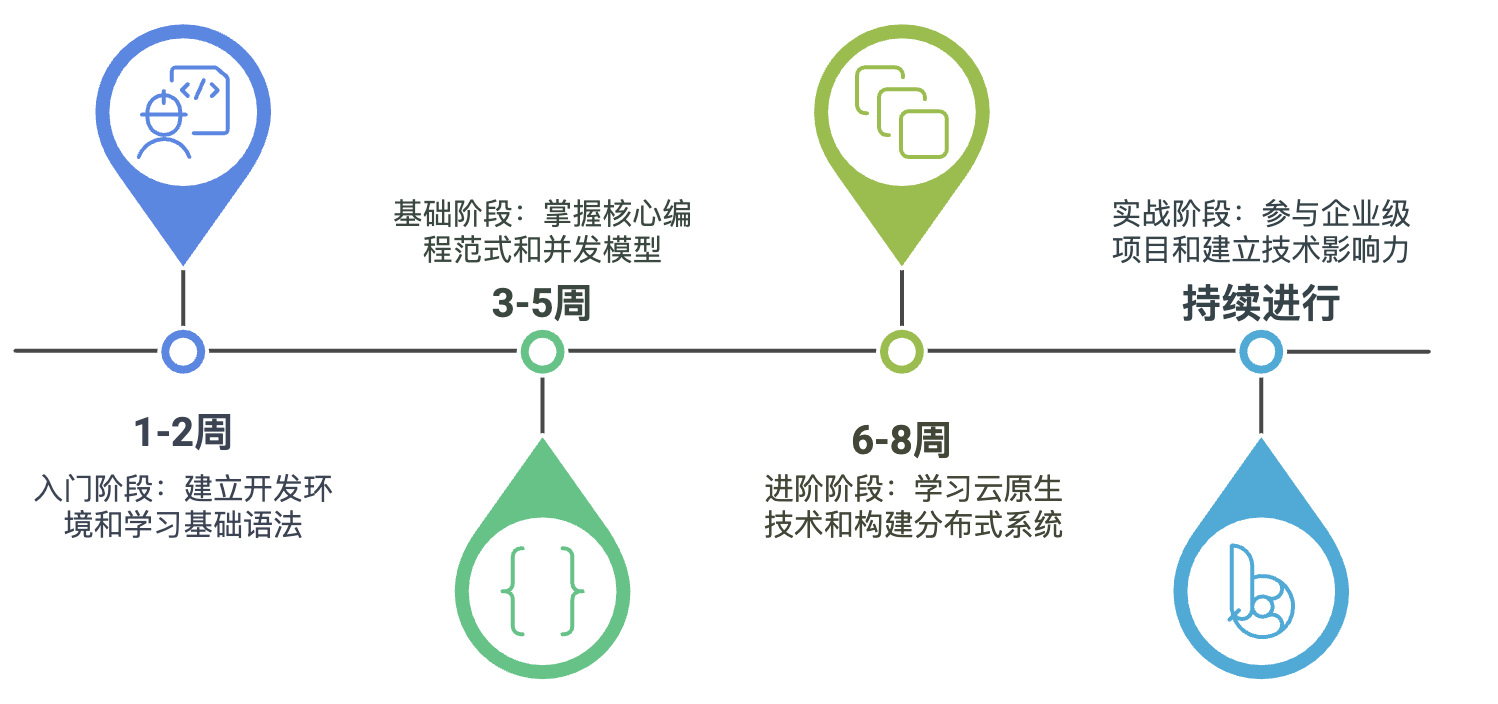 1-2周
入门阶段：建立开发环
境和学习基础语法
基础阶段：掌握核心编
程范式和并发模型
3-5周
6-8周
进阶阶段：学习云原生
技术和构建分布式系统
实战阶段：参与企业级
项目和建立技术影响力
持续进行